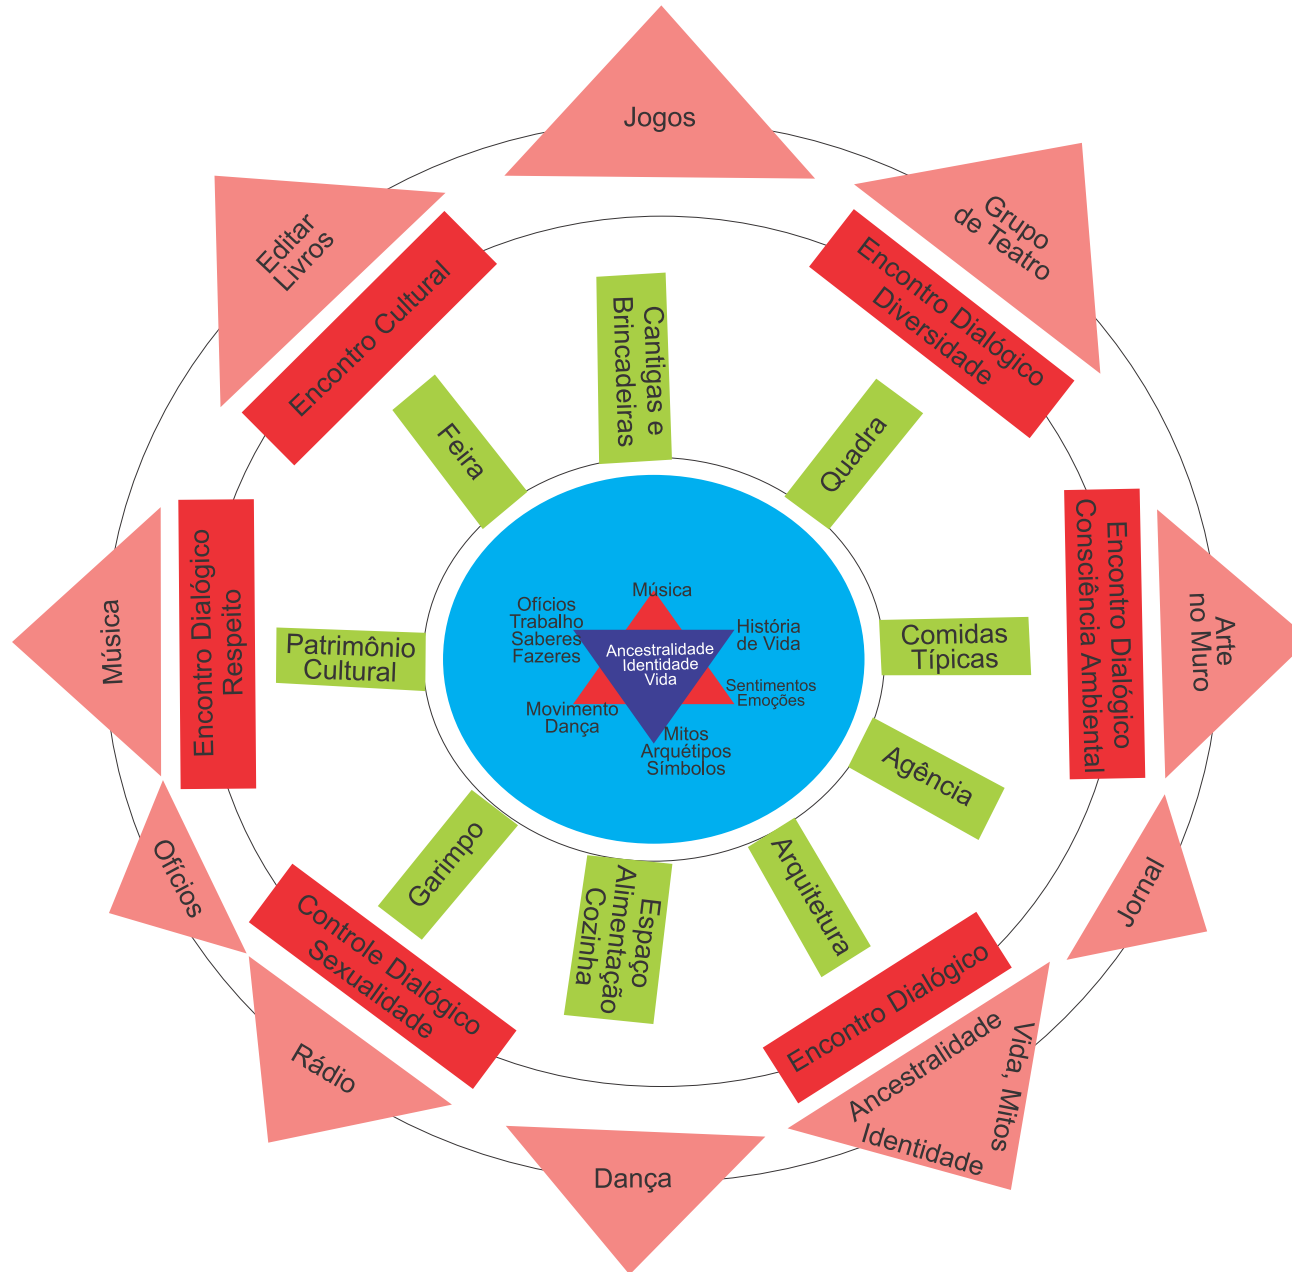 Jogos
Grupo
de Teatro
Editar
Livros
Encontro Cultural
Encontro Dialógico
Diversidade
Cantigas e
Brincadeiras
Feira
Quadra
Encontro Dialógico
Consciência Ambiental
Arte
no Muro
Música
Encontro Dialógico
Respeito
Patrimônio
Cultural
Comidas
Típicas
Música
Ofícios
Trabalho
Saberes
Fazeres
História
de Vida
Ancestralidade
Identidade
Vida
Sentimentos
Emoções
Movimento
Dança
Mitos
Arquétipos
Símbolos
Agência
Garimpo
Espaço
Alimentação
Cozinha
Arquitetura
Ofícios
Jornal
Controle Dialógico
Sexualidade
Encontro Dialógico
Rádio
Ancestralidade
Vida, Mitos
Identidade
Dança